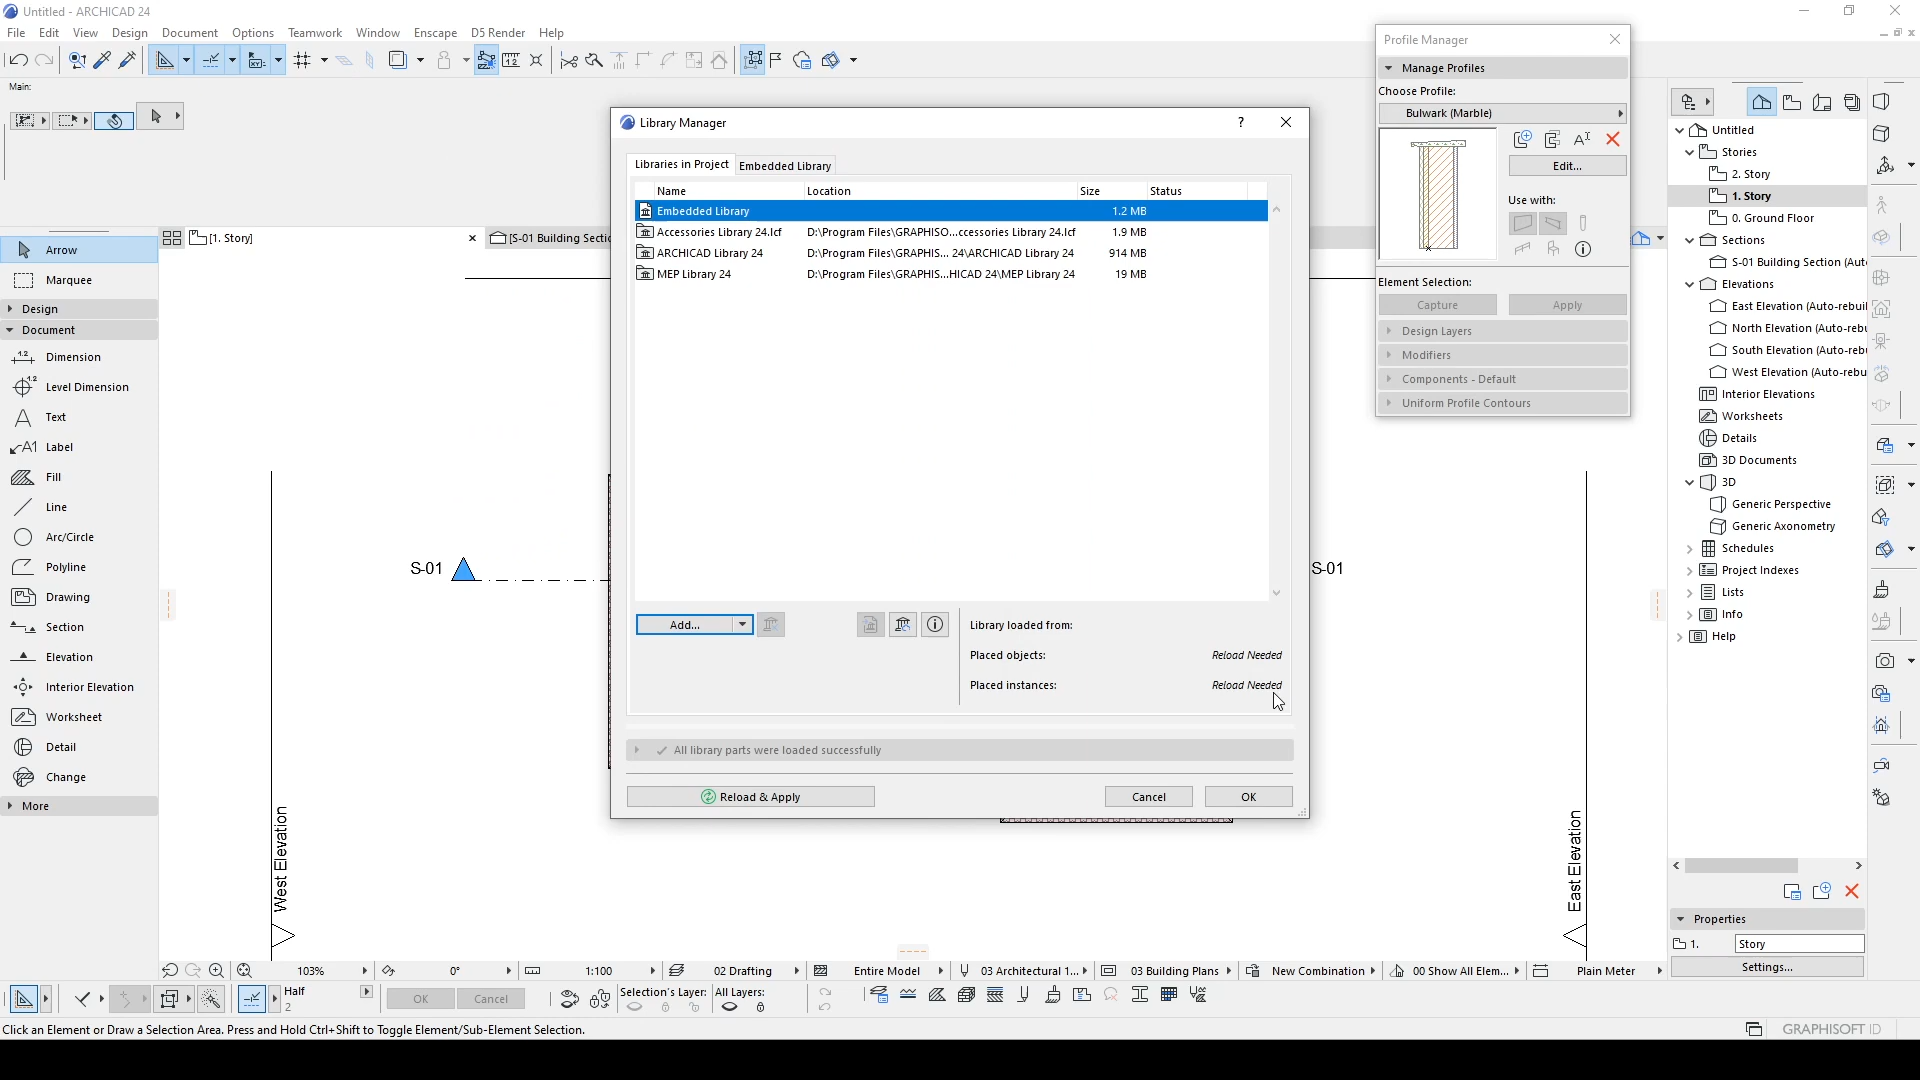 Untitled - ARCHICAD 24
File Edit View Design Document Options Teamwork Window Enscape D5 Render Help
Main:
Arrow
Marquee
Design
Document
Dimension
Level Dimension
Text
Label
Fill
Line
Arc/Circle
Polyline
Drawing
Section
Elevation
Interior Elevation
Worksheet
Detail
Change
More
[1. Story]
[S-01 Building Sectio
S-01
S-01
West Elevation
East Elevation
Library Manager
Libraries in Project Embedded Library
Name Location Size Status
Embedded Library 1.2 MB
Accessories Library 24.lcf D:\Program Files\GRAPHISO...ccessories Library 24.lcf 1.9 MB
ARCHICAD Library 24 D:\Program Files\GRAPHIS... 24\ARCHICAD Library 24 914 MB
MEP Library 24 D:\Program Files\GRAPHIS...HICAD 24\MEP Library 24 19 MB
Add...
Library loaded from:
Placed objects: Reload Needed
Placed instances: Reload Needed
All library parts were loaded successfully
Reload & Apply Cancel OK
Profile Manager
Manage Profiles
Choose Profile:
Bulwark (Marble)
Edit...
Use with:
Element Selection:
Capture Apply
Design Layers
Modifiers
Components - Default
Uniform Profile Contours
Untitled
Stories
2. Story
1. Story
0. Ground Floor
Sections
S-01 Building Section (Aut
Elevations
East Elevation (Auto-rebuil
North Elevation (Auto-rebu
South Elevation (Auto-rebu
West Elevation (Auto-rebu
Interior Elevations
Worksheets
Details
3D Documents
3D
Generic Perspective
Generic Axonometry
Schedules
Project Indexes
Lists
Info
Help
Properties
1. Story
Settings...
103% 0° 1:100 02 Drafting Entire Model 03 Architectural 1... 03 Building Plans New Combination 00 Show All Elem... Plain Meter
Half
2
OK Cancel
Selection's Layer: All Layers:
Click an Element or Draw a Selection Area. Press and Hold Ctrl+Shift to Toggle Element/Sub-Element Selection.
GRAPHISOFT ID